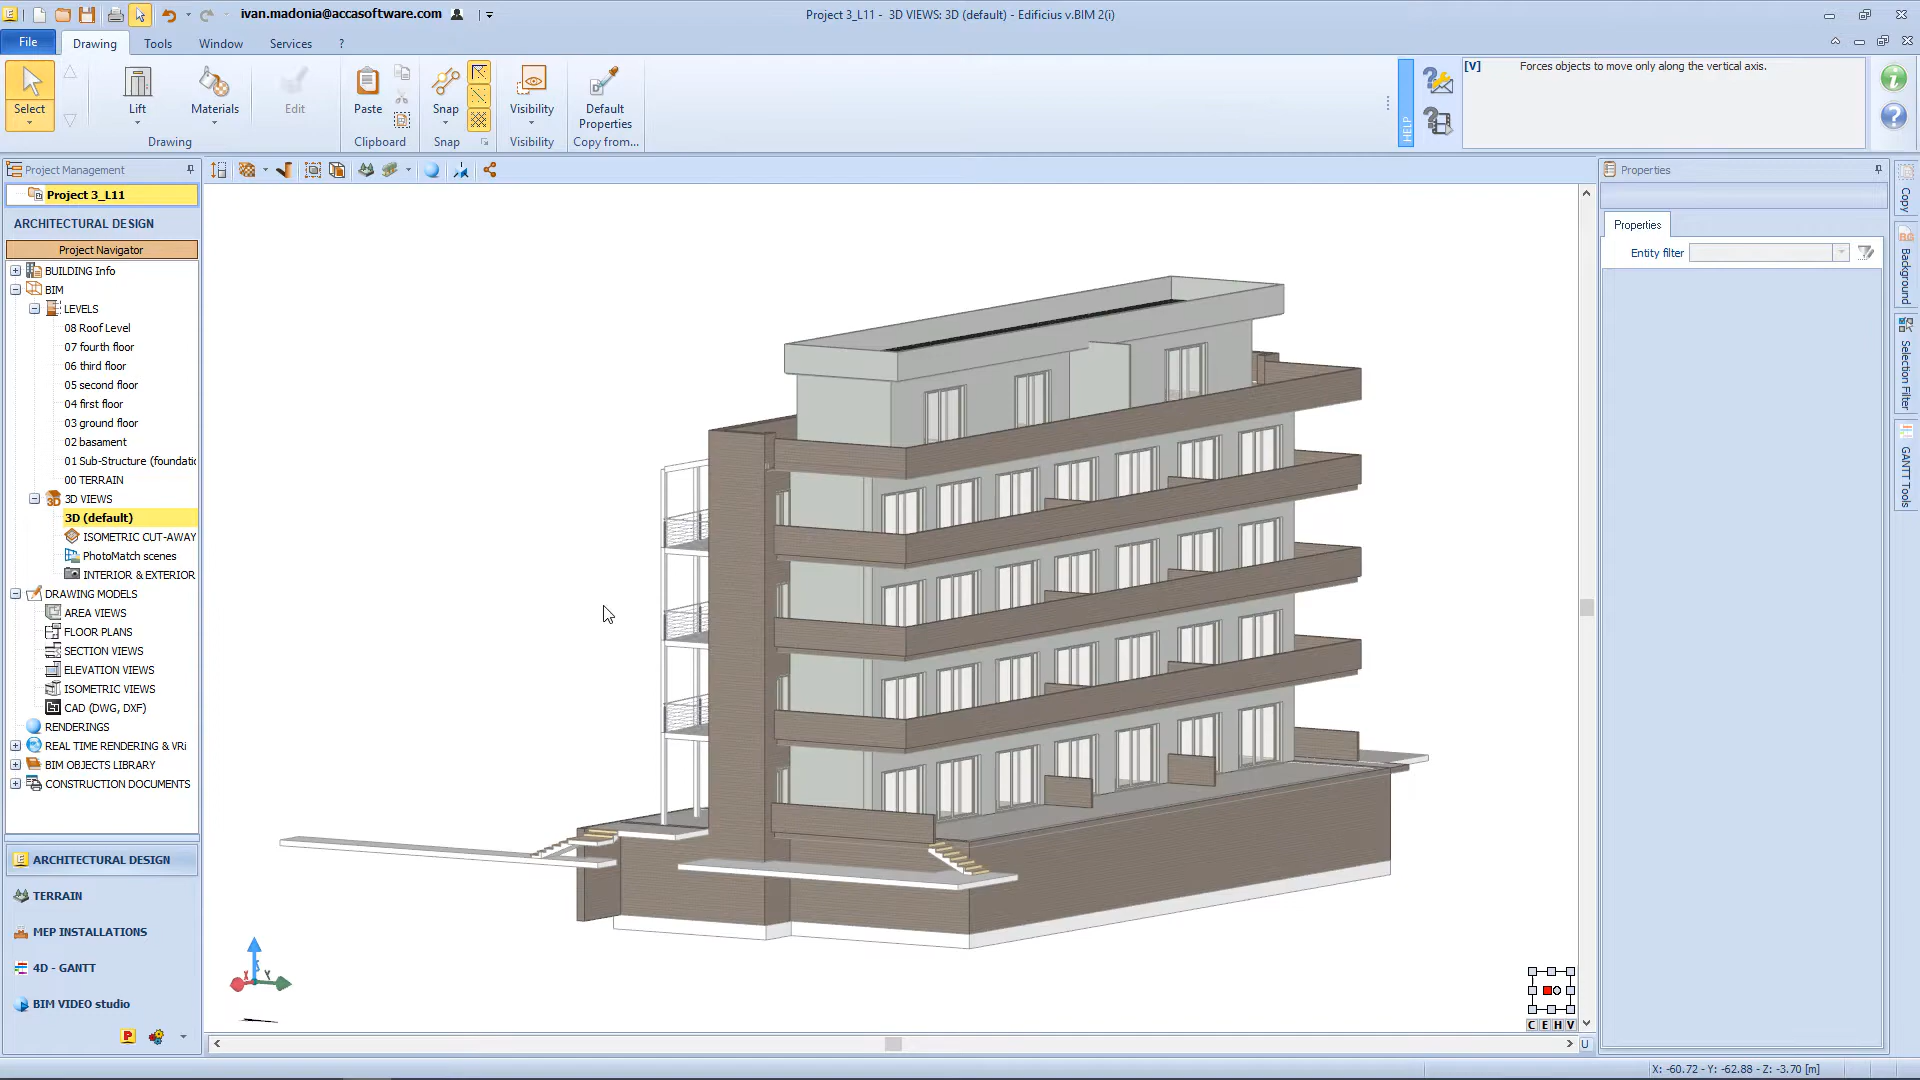 ivan.madonia@accasoftware.com
Project 3_L11 - 3D VIEWS: 3D (default) - Edificius v.BIM 2(i)
File
Drawing
Tools
Window
Services
?
Select
Lift
Materials
Edit
Paste
Snap
Visibility
Default
Properties
Drawing
Clipboard
Snap
Visibility
Copy from...
HELP
[V]
Forces objects to move only along the vertical axis.
Project Management
Project 3_L11
ARCHITECTURAL DESIGN
Project Navigator
BUILDING Info
BIM
LEVELS
08 Roof Level
07 fourth floor
06 third floor
05 second floor
04 first floor
03 ground floor
02 basament
01 Sub-Structure (foundatio
00 TERRAIN
3D VIEWS
3D (default)
ISOMETRIC CUT-AWAY
PhotoMatch scenes
INTERIOR & EXTERIOR
DRAWING MODELS
AREA VIEWS
FLOOR PLANS
SECTION VIEWS
ELEVATION VIEWS
ISOMETRIC VIEWS
CAD (DWG, DXF)
RENDERINGS
REAL TIME RENDERING & VRi
BIM OBJECTS LIBRARY
CONSTRUCTION DOCUMENTS
ARCHITECTURAL DESIGN
TERRAIN
MEP INSTALLATIONS
4D - GANTT
BIM VIDEO studio
X
Y
C E H V
U
Properties
Properties
Entity filter
Copy
Background
Selection Filter
GANTT Tools
X: -60.72 - Y: -62.88 - Z: -3.70 [m]